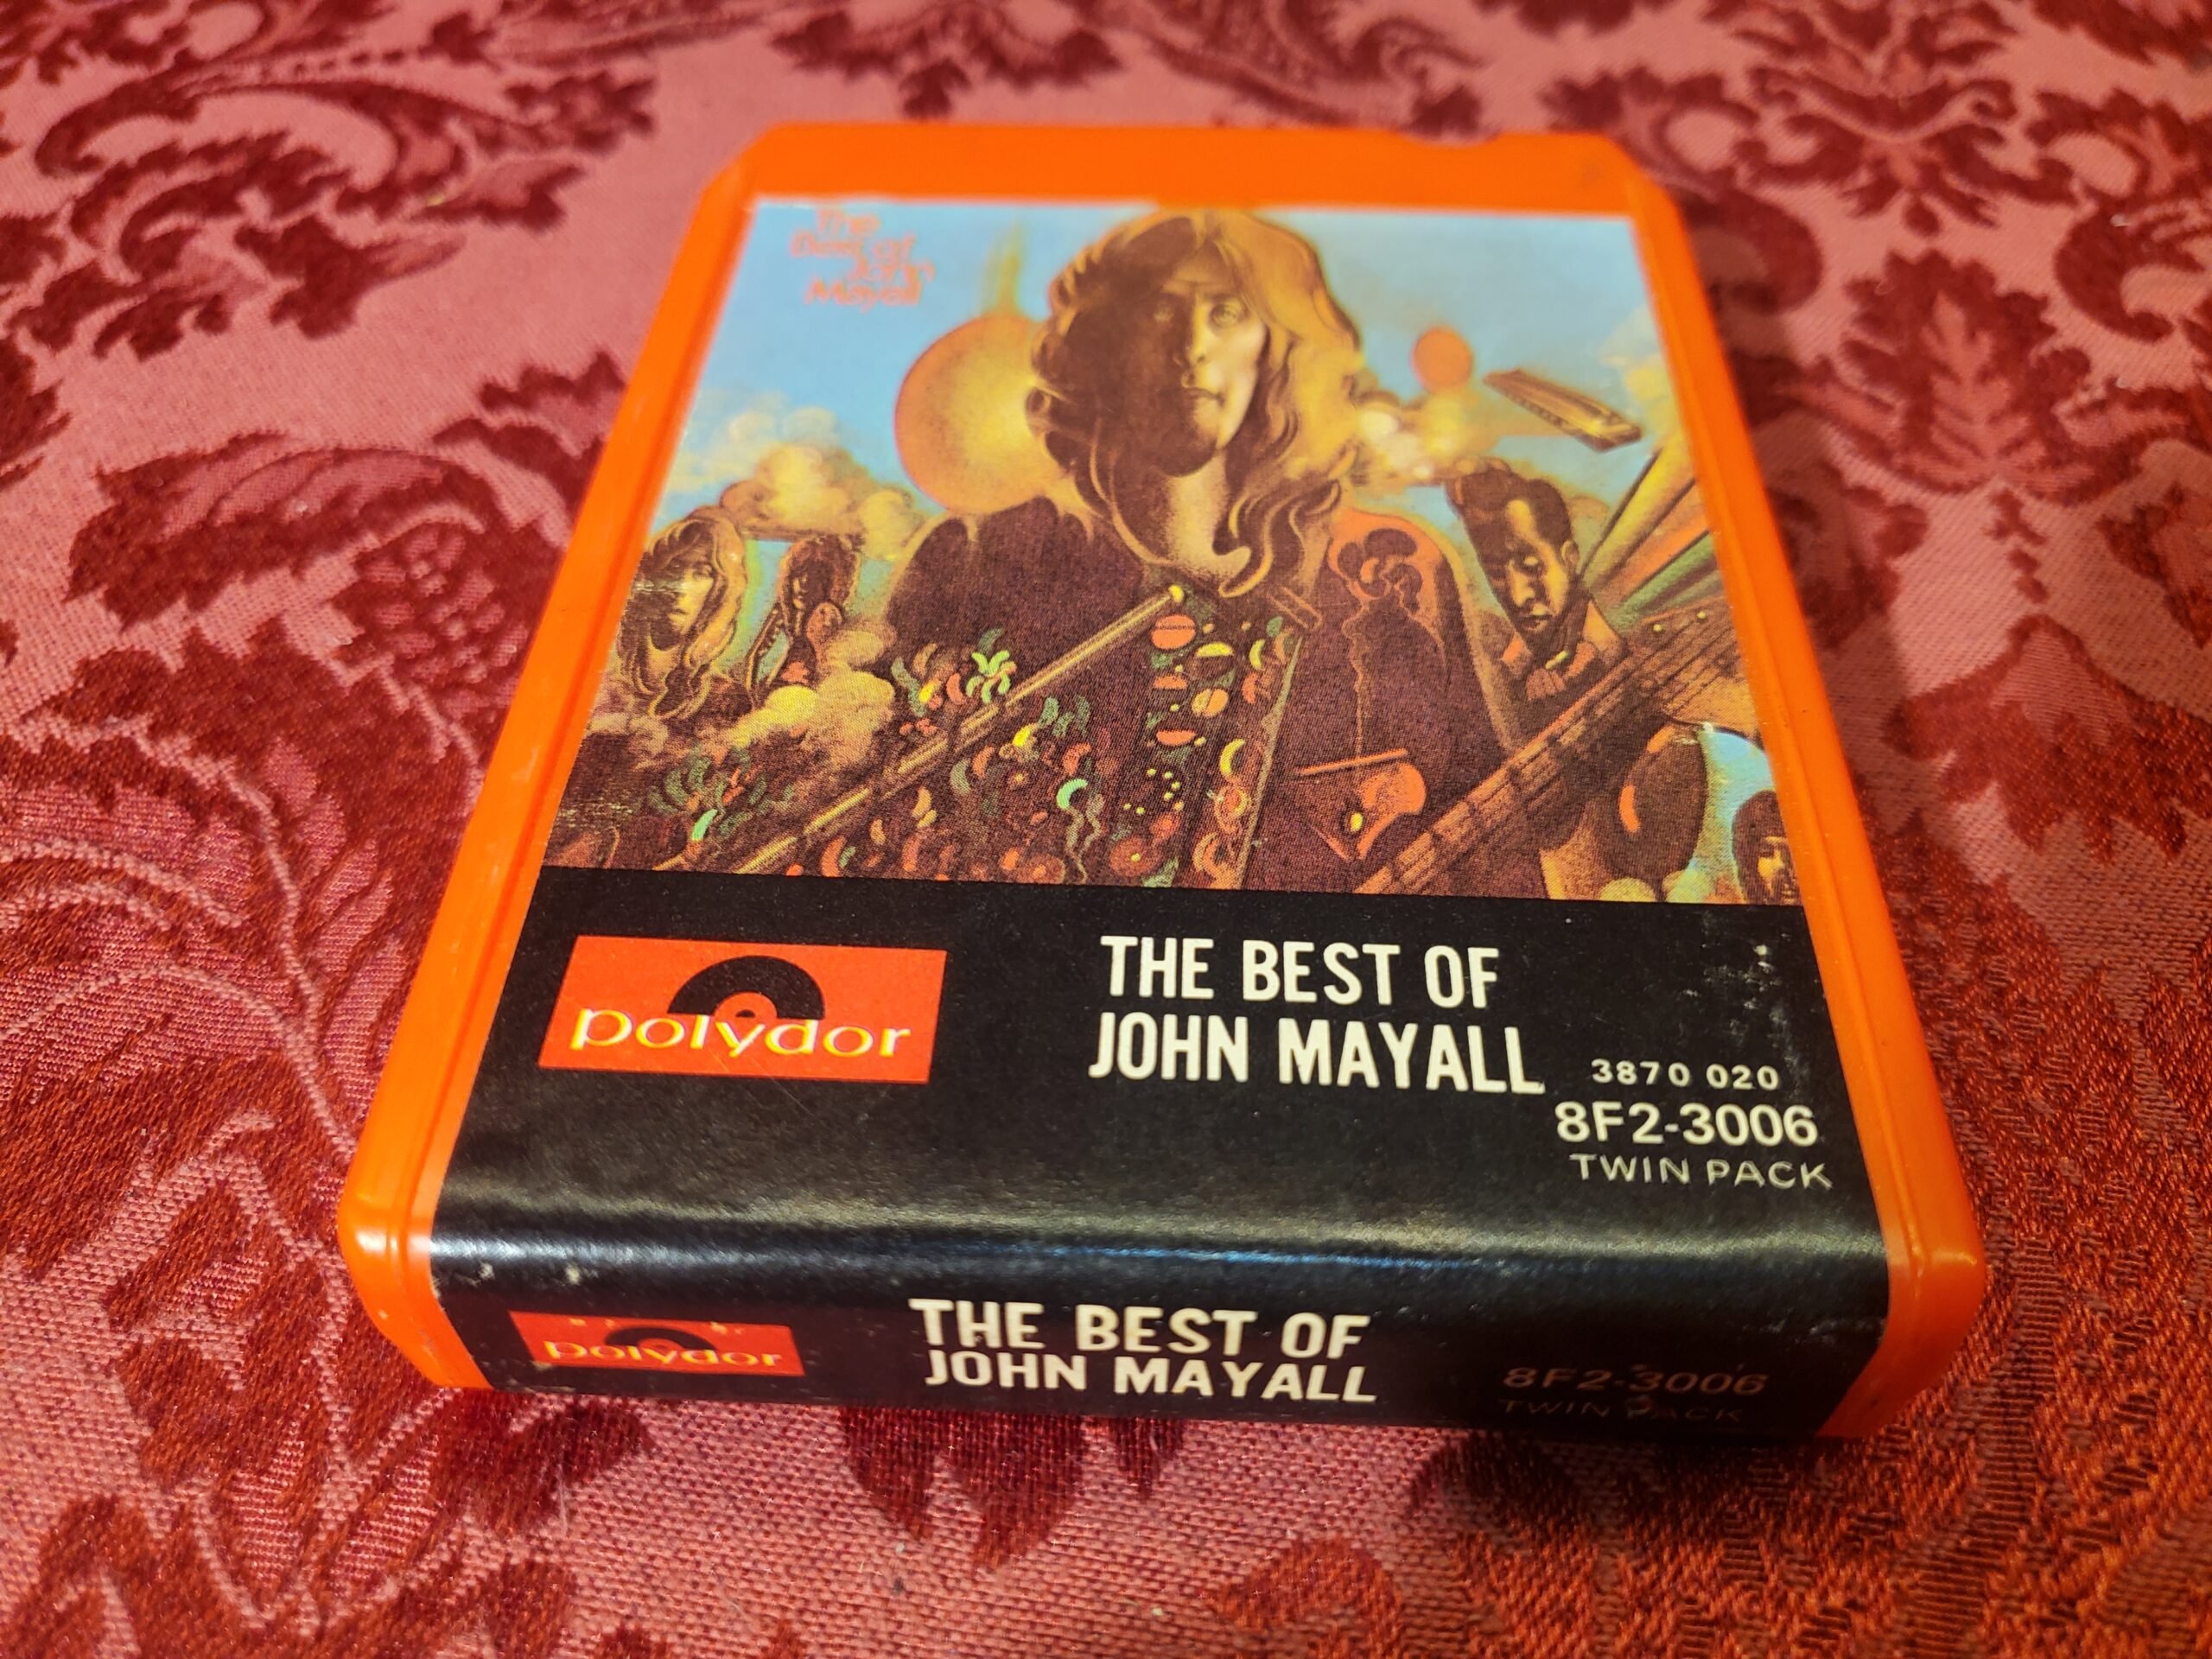 The
Best of
John
Mayall
polydor
THE BEST OF
JOHN MAYALL
3870 020
8F2-3006
TWIN PACK
polydor
THE BEST OF
JOHN MAYALL
8F2-3006
TWIN PACK